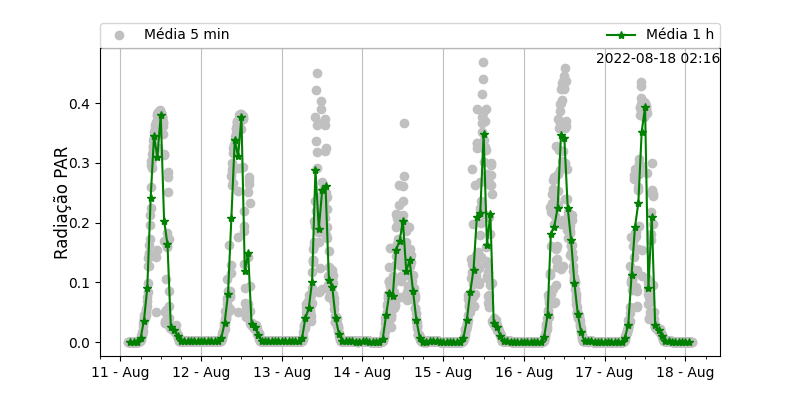 Média 5 min Média 1 h
2022-08-18 02:16
Radiação PAR
0.4
0.3
0.2
0.1
0.0
11 - Aug 12 - Aug 13 - Aug 14 - Aug 15 - Aug 16 - Aug 17 - Aug 18 - Aug